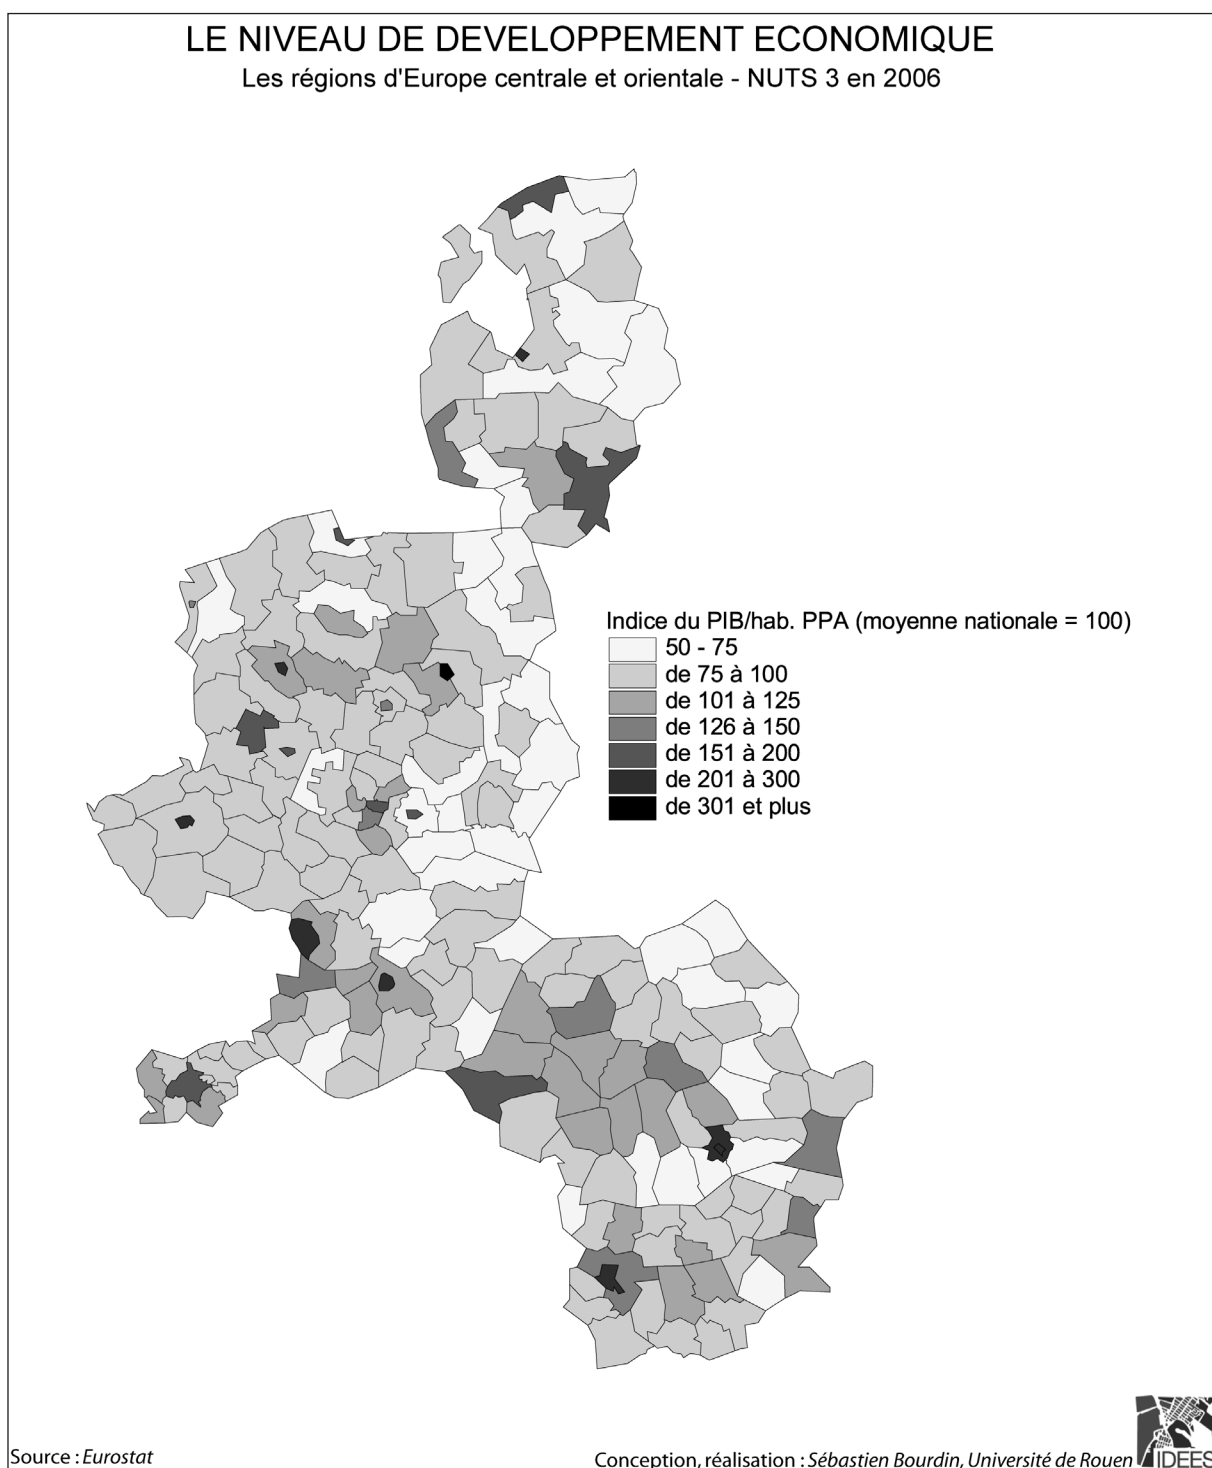 LE NIVEAU DE DEVELOPPEMENT ECONOMIQUE
Les régions d'Europe centrale et orientale - NUTS 3 en 2006
Indice du PIB/hab. PPA (moyenne nationale = 100)
50 - 75
de 75 à 100
de 101 à 125
de 126 à 150
de 151 à 200
de 201 à 300
de 301 et plus
Source : Eurostat
Conception, réalisation : Sébastien Bourdin, Université de Rouen
IDEES